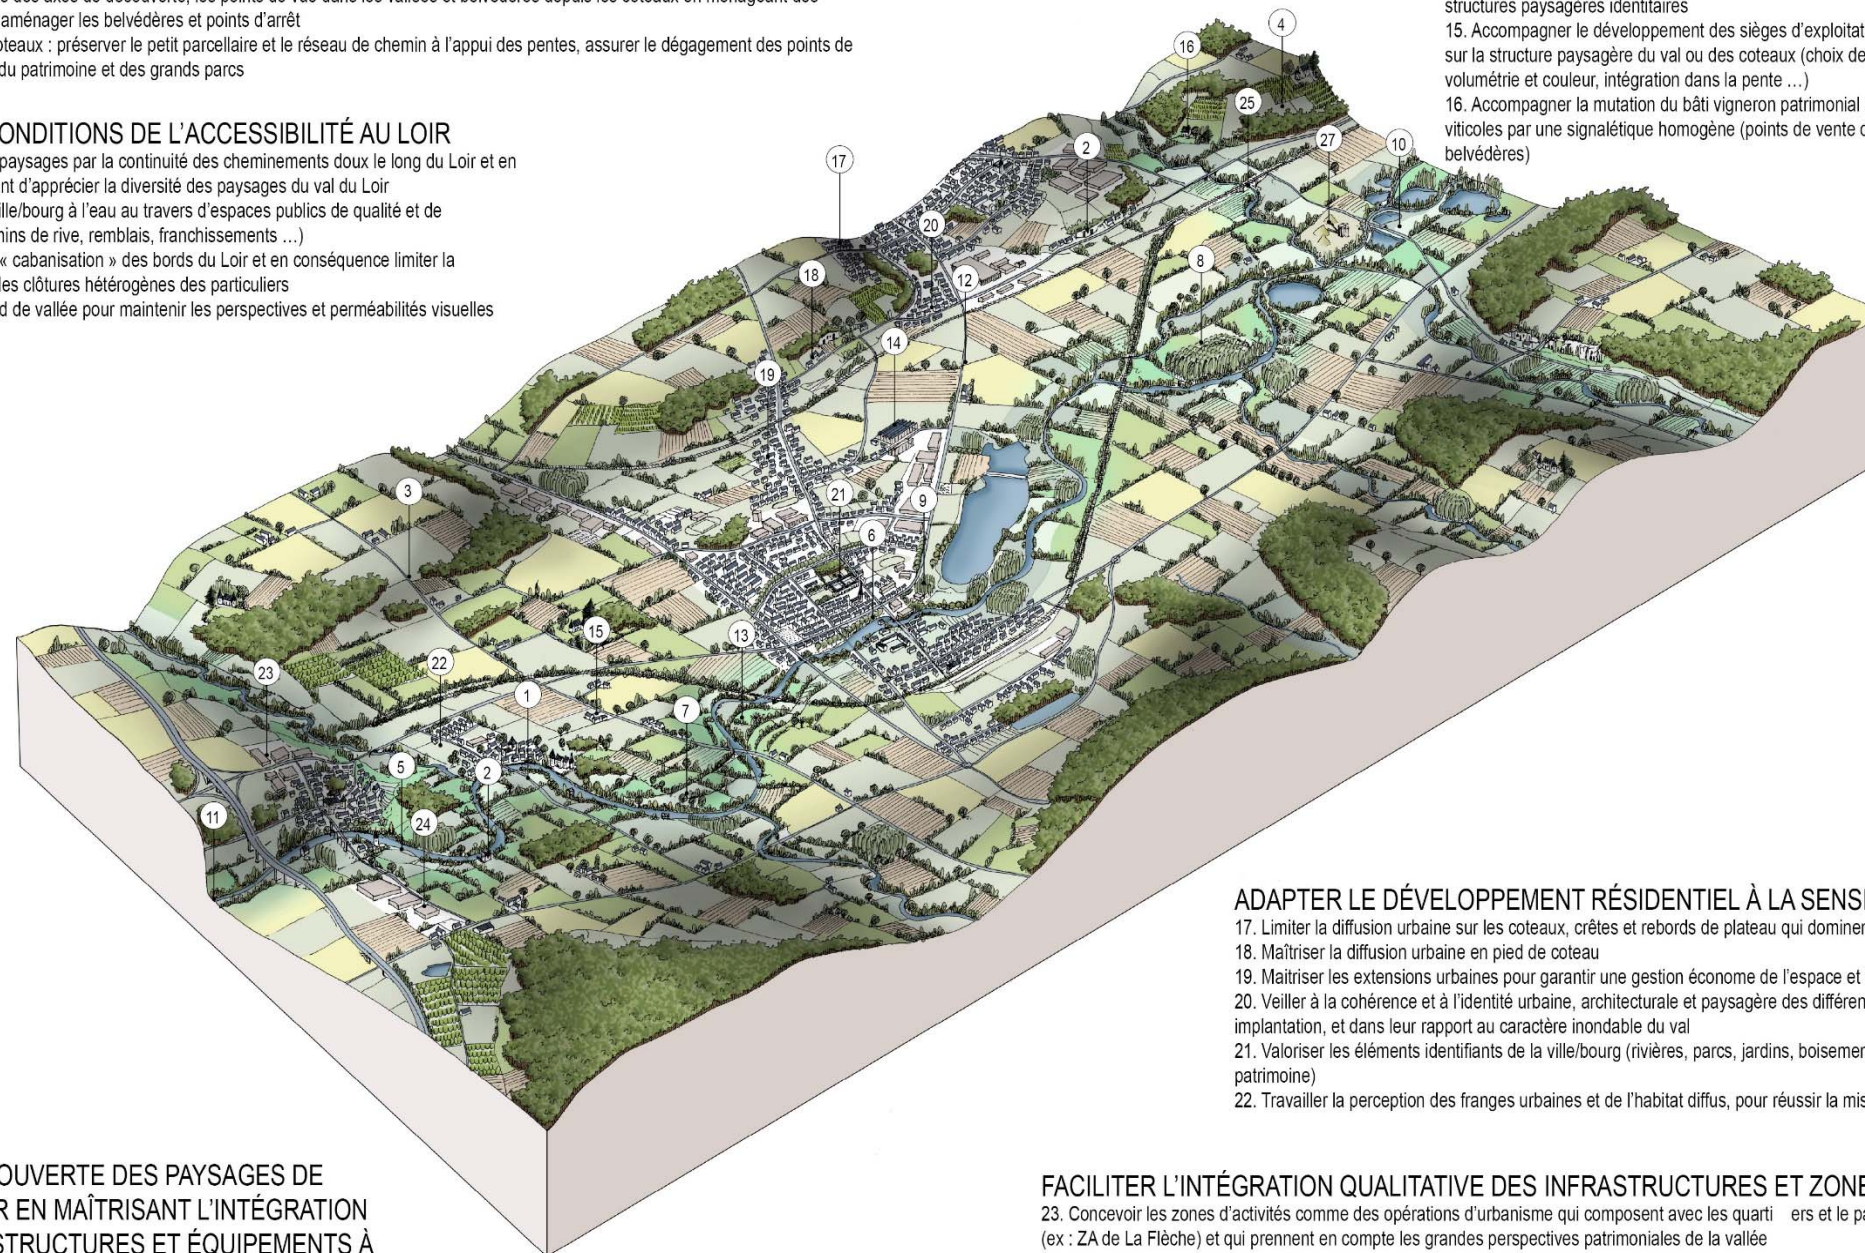 aménager les belvédères et points d'arrêt
oteaux : préserver le petit parcellaire et le réseau de chemin à l'appui des pentes, assurer le dégagement des points de
du patrimoine et des grands parcs
ONDITIONS DE L'ACCESSIBILITÉ AU LOIR
paysages par la continuité des cheminements doux le long du Loir et en
nt d'apprécier la diversité des paysages du val du Loir
ille/bourg à l'eau au travers d'espaces publics de qualité et de
nins de rive, remblais, franchissements ...)
« cabanisation » des bords du Loir et en conséquence limiter la
les clôtures hétérogènes des particuliers
d de vallée pour maintenir les perspectives et perméabilités visuelles
structures paysagères identitaires
15. Accompagner le développement des sièges d'exploitat
sur la structure paysagère du val ou des coteaux (choix de
volumétrie et couleur, intégration dans la pente ...)
16. Accompagner la mutation du bâti vigneron patrimonial
viticoles par une signalétique homogène (points de vente
belvédères)
4
16
25
2
27
10
17
20
8
18
12
14
19
3
21
9
6
15
13
23
22
1
7
5
2
11
24
ADAPTER LE DÉVELOPPEMENT RÉSIDENTIEL À LA SENSI
17. Limiter la diffusion urbaine sur les coteaux, crêtes et rebords de plateau qui dominen
18. Maîtriser la diffusion urbaine en pied de coteau
19. Maitriser les extensions urbaines pour garantir une gestion économe de l'espace et
20. Veiller à la cohérence et à l'identité urbaine, architecturale et paysagère des différen
implantation, et dans leur rapport au caractère inondable du val
21. Valoriser les éléments identifiants de la ville/bourg (rivières, parcs, jardins, boisemen
patrimoine)
22. Travailler la perception des franges urbaines et de l'habitat diffus, pour réussir la mis
OUVERTE DES PAYSAGES DE
R EN MAÎTRISANT L'INTÉGRATION
STRUCTURES ET ÉQUIPEMENTS À
FACILITER L'INTÉGRATION QUALITATIVE DES INFRASTRUCTURES ET ZONE
23. Concevoir les zones d'activités comme des opérations d'urbanisme qui composent avec les quarti ers et le pa
(ex : ZA de La Flèche) et qui prennent en compte les grandes perspectives patrimoniales de la vallée